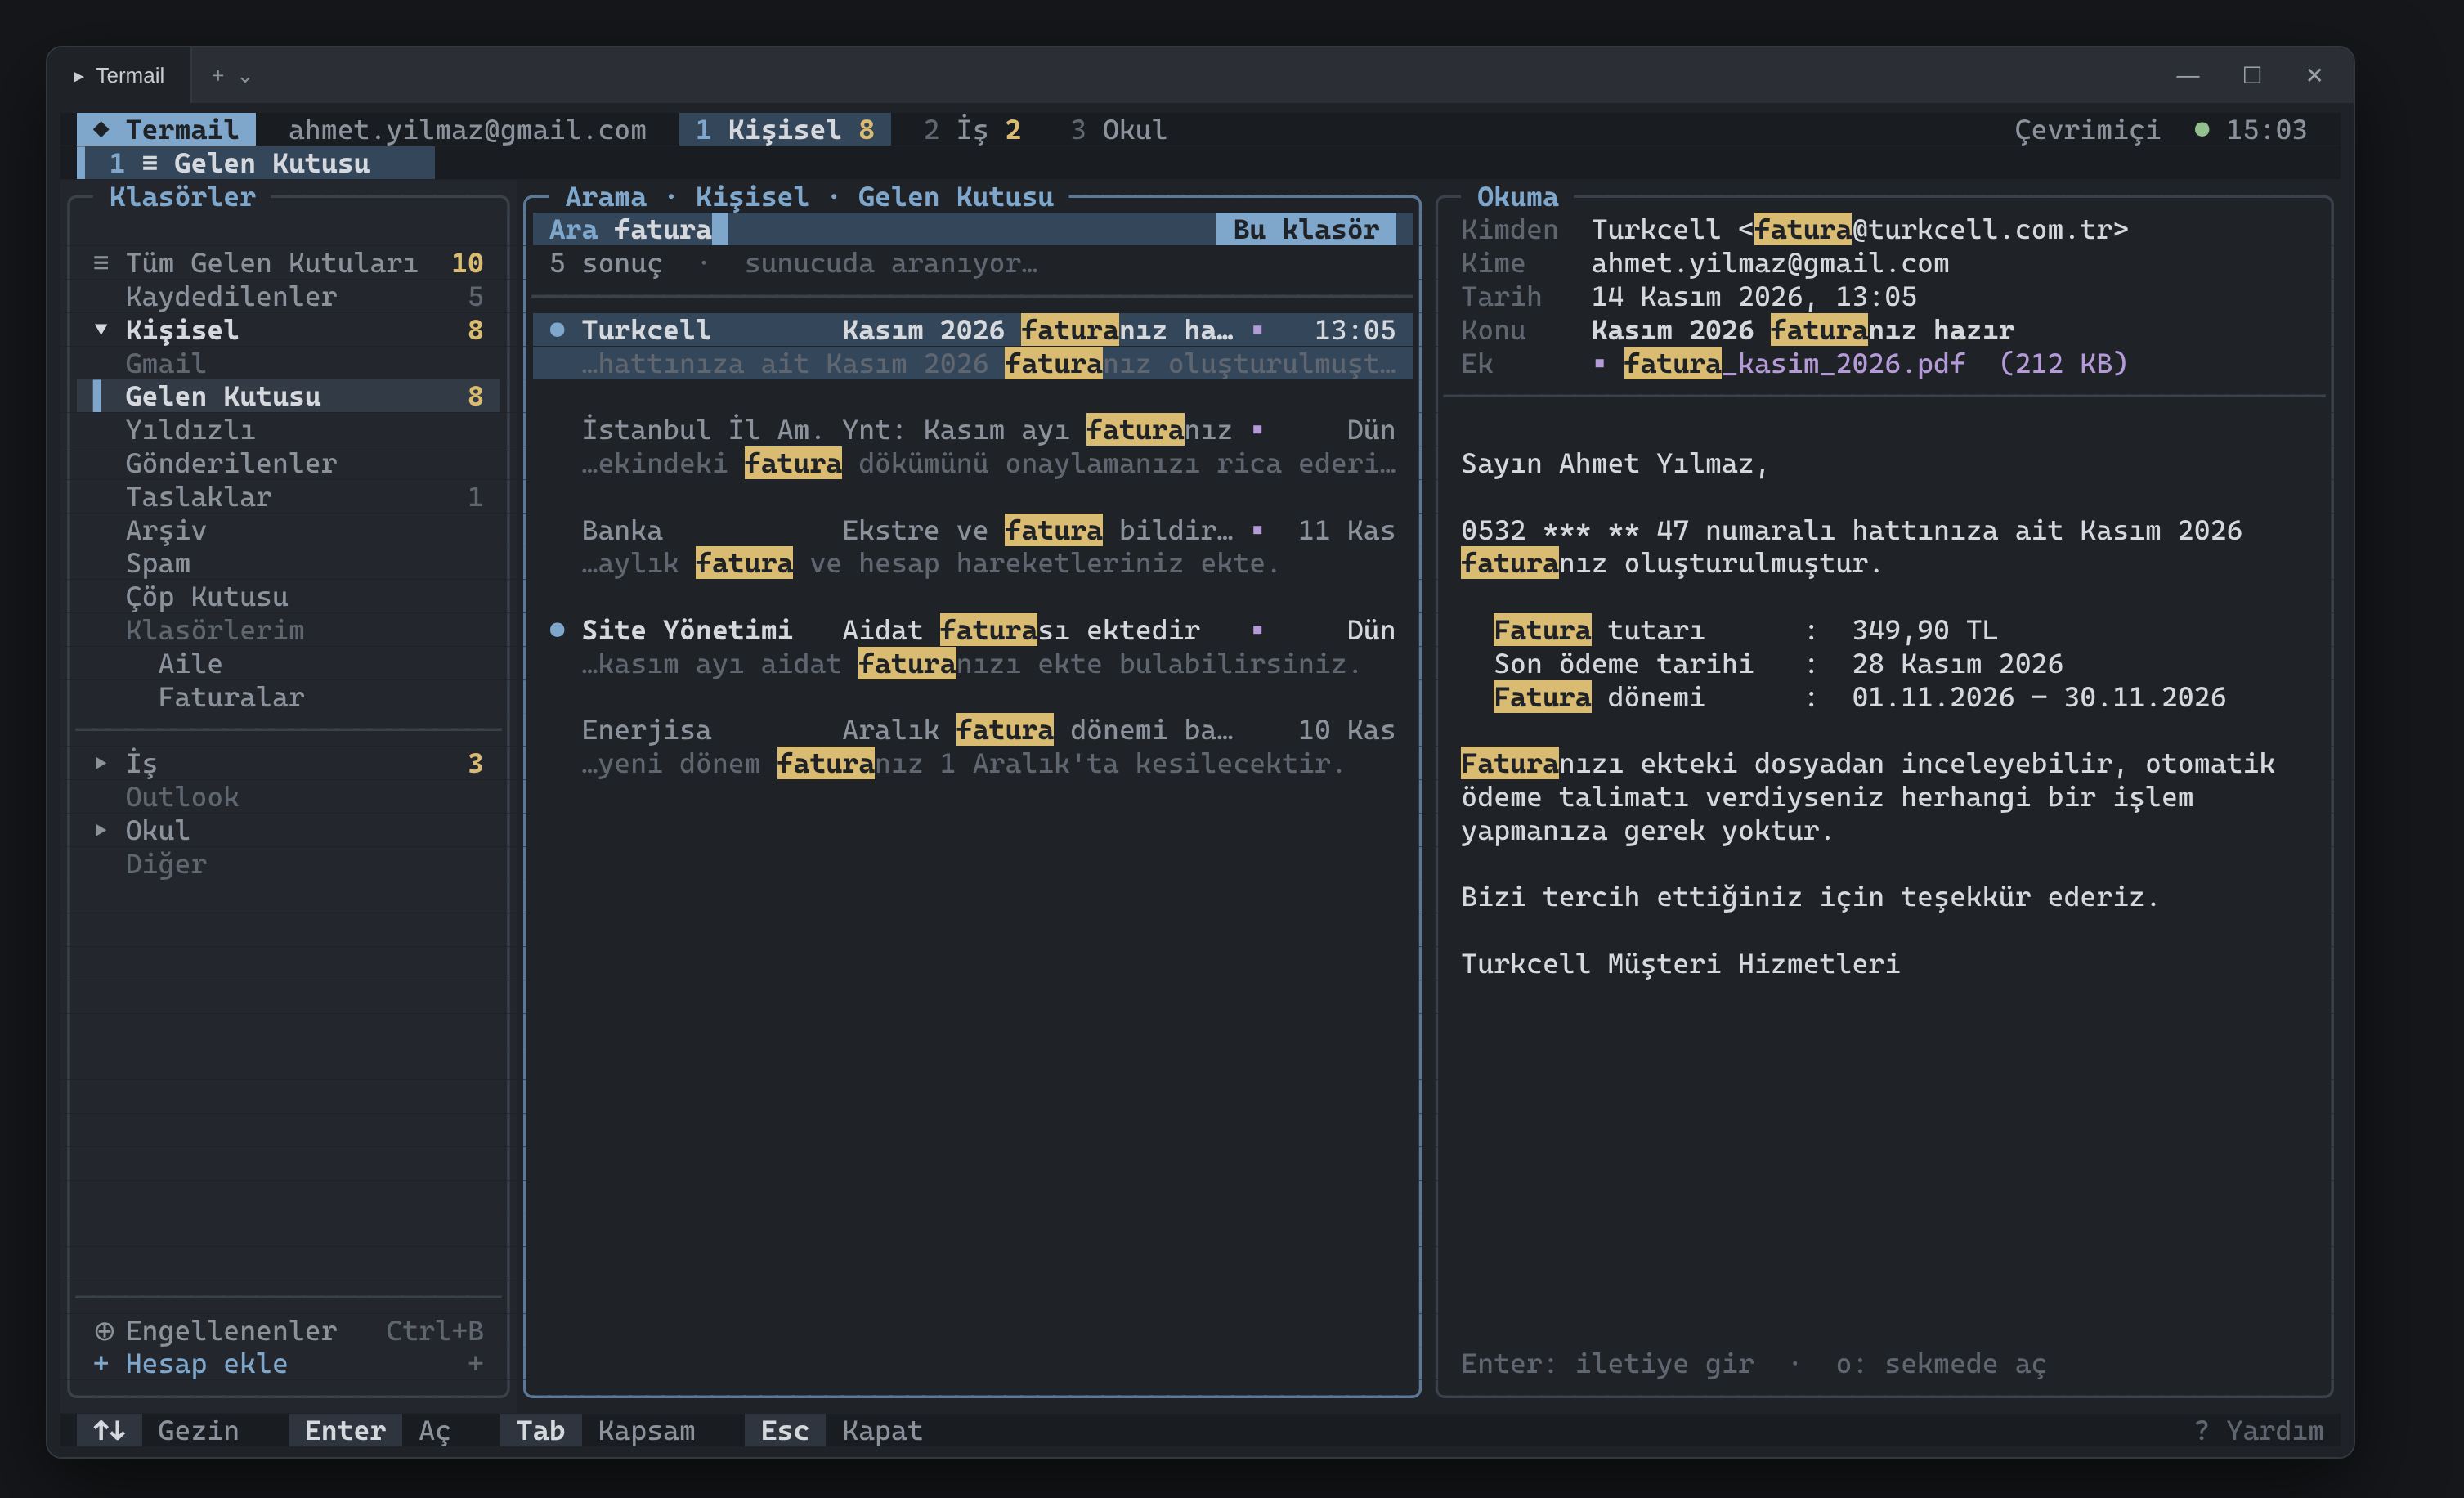 Termail
◆ Termail ahmet.yilmaz@gmail.com 1 Kişisel 8 2 İş 2 3 Okul Çevrimiçi ● 15:03
1 ≡ Gelen Kutusu
Klasörler
≡ Tüm Gelen Kutuları 10
Kaydedilenler 5
▼ Kişisel 8
Gmail
Gelen Kutusu 8
Yıldızlı
Gönderilenler
Taslaklar 1
Arşiv
Spam
Çöp Kutusu
Klasörlerim
Aile
Faturalar
▶ İş 3
Outlook
▶ Okul
Diğer
⊕ Engellenenler Ctrl+B
+ Hesap ekle +
Arama · Kişisel · Gelen Kutusu
Ara fatura Bu klasör
5 sonuç · sunucuda aranıyor…
● Turkcell Kasım 2026 faturanız ha… ▪ 13:05
…hattınıza ait Kasım 2026 faturanız oluşturulmuşt…
İstanbul İl Am. Ynt: Kasım ayı faturanız ▪ Dün
…ekindeki fatura dökümünü onaylamanızı rica ederi…
Banka Ekstre ve fatura bildir… ▪ 11 Kas
…aylık fatura ve hesap hareketleriniz ekte.
● Site Yönetimi Aidat faturası ektedir ▪ Dün
…kasım ayı aidat faturanızı ekte bulabilirsiniz.
Enerjisa Aralık fatura dönemi ba… 10 Kas
…yeni dönem faturanız 1 Aralık'ta kesilecektir.
Okuma
Kimden Turkcell <fatura@turkcell.com.tr>
Kime ahmet.yilmaz@gmail.com
Tarih 14 Kasım 2026, 13:05
Konu Kasım 2026 faturanız hazır
Ek ▪ fatura_kasim_2026.pdf (212 KB)
Sayın Ahmet Yılmaz,
0532 *** ** 47 numaralı hattınıza ait Kasım 2026
faturanız oluşturulmuştur.
Fatura tutarı : 349,90 TL
Son ödeme tarihi : 28 Kasım 2026
Fatura dönemi : 01.11.2026 – 30.11.2026
Faturanızı ekteki dosyadan inceleyebilir, otomatik
ödeme talimatı verdiyseniz herhangi bir işlem
yapmanıza gerek yoktur.
Bizi tercih ettiğiniz için teşekkür ederiz.
Turkcell Müşteri Hizmetleri
Enter: iletiye gir · o: sekmede aç
↑↓ Gezin Enter Aç Tab Kapsam Esc Kapat ? Yardım